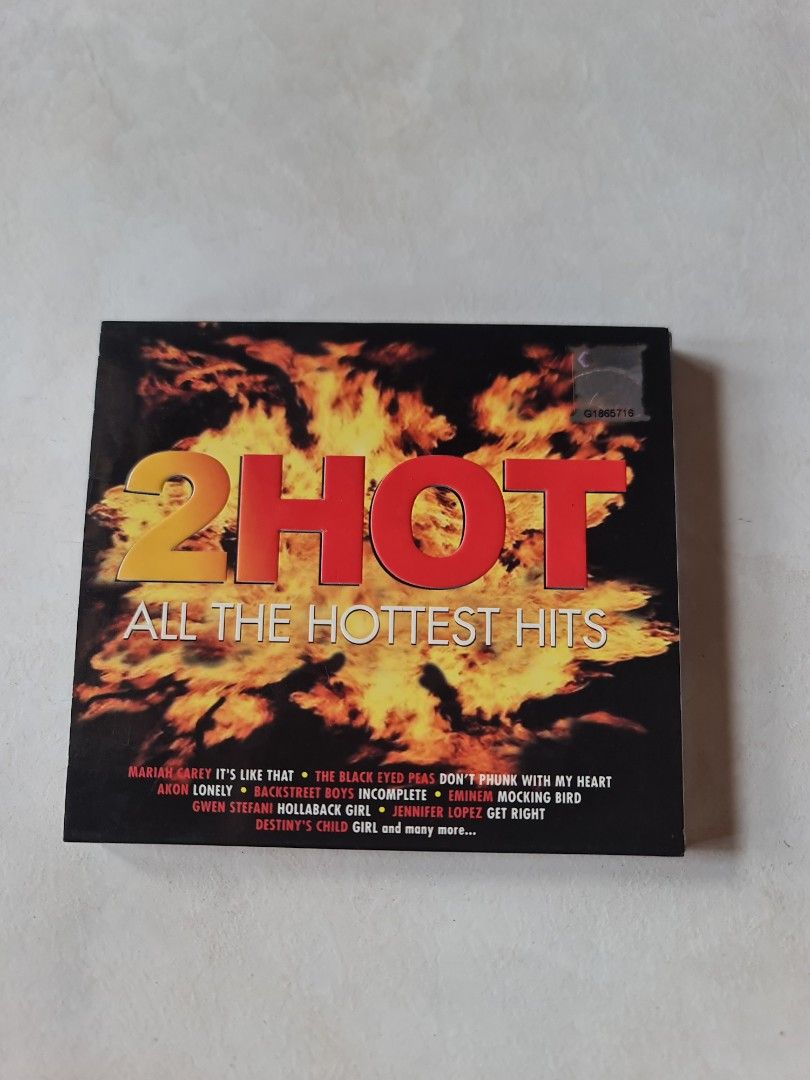 G1865716
2HOT
ALL THE HOTTEST HITS
MARIAH CAREY IT'S LIKE THAT • THE BLACK EYED PEAS DON'T PHUNK WITH MY HEART
AKON LONELY • BACKSTREET BOYS INCOMPLETE • EMINEM MOCKING BIRD
GWEN STEFANI HOLLABACK GIRL • JENNIFER LOPEZ GET RIGHT
DESTINY'S CHILD GIRL and many more...